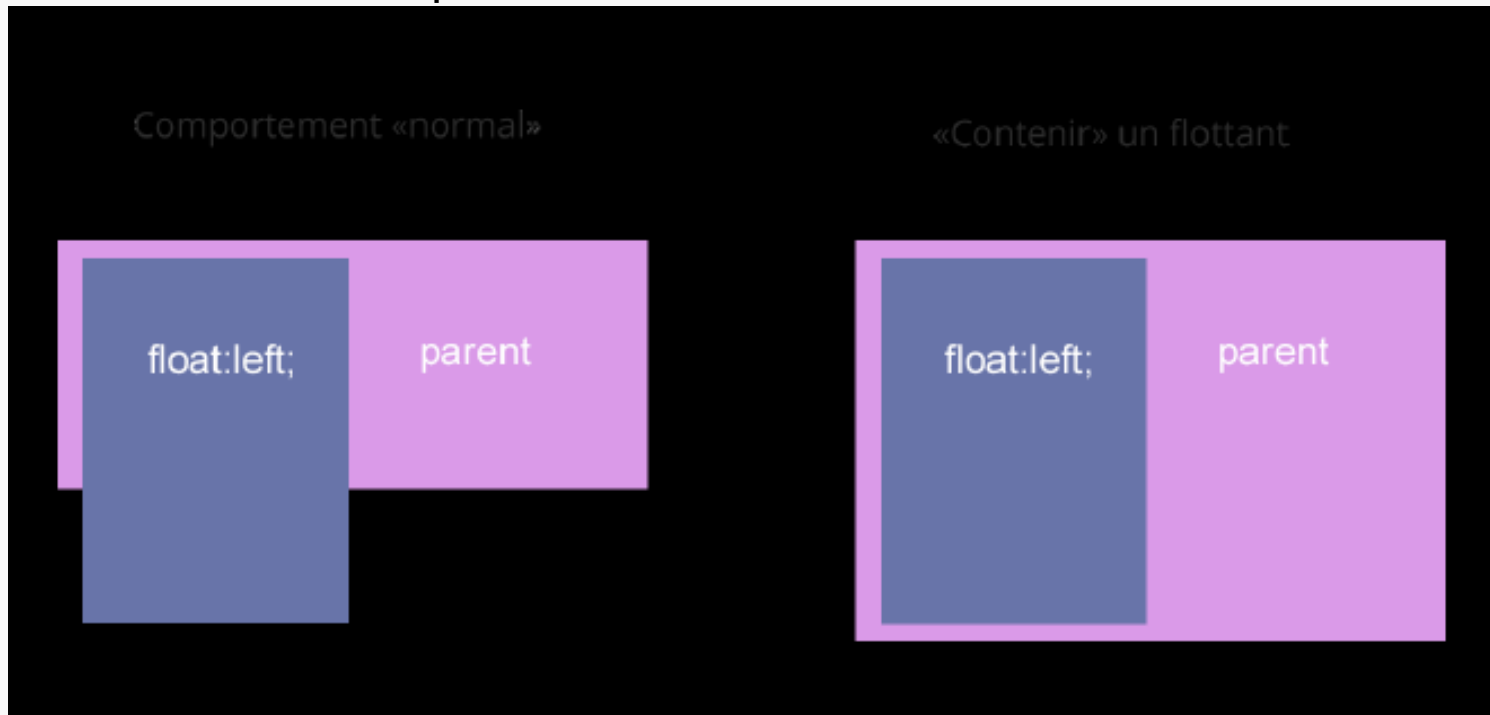 Comportement «normal»
«Contenir» un flottant
float:left;
parent
float:left;
parent